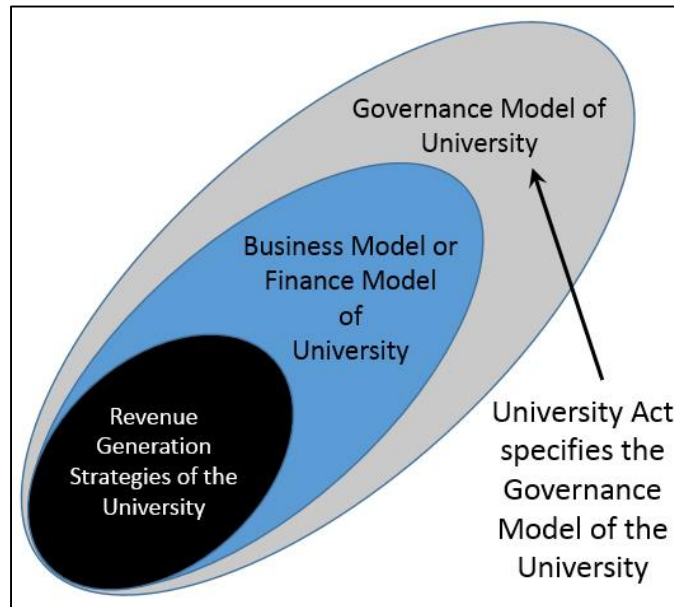 Governance Model of
University
Business Model or
Finance Model
of
University
Revenue
Generation
Strategies of the
University
University Act
specifies the
Governance
Model of the
University